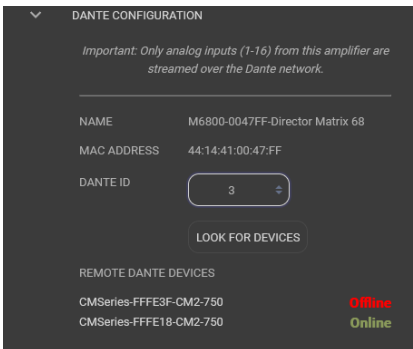 DANTE CONFIGURATION
Important: Only analog inputs (1-16) from this amplifier are
streamed over the Dante network.
NAME M6800-0047FF-Director Matrix 68
MAC ADDRESS 44:14:41:00:47:FF
DANTE ID 3
LOOK FOR DEVICES
REMOTE DANTE DEVICES
CMSeries-FFFE3F-CM2-750 Offline
CMSeries-FFFE18-CM2-750 Online